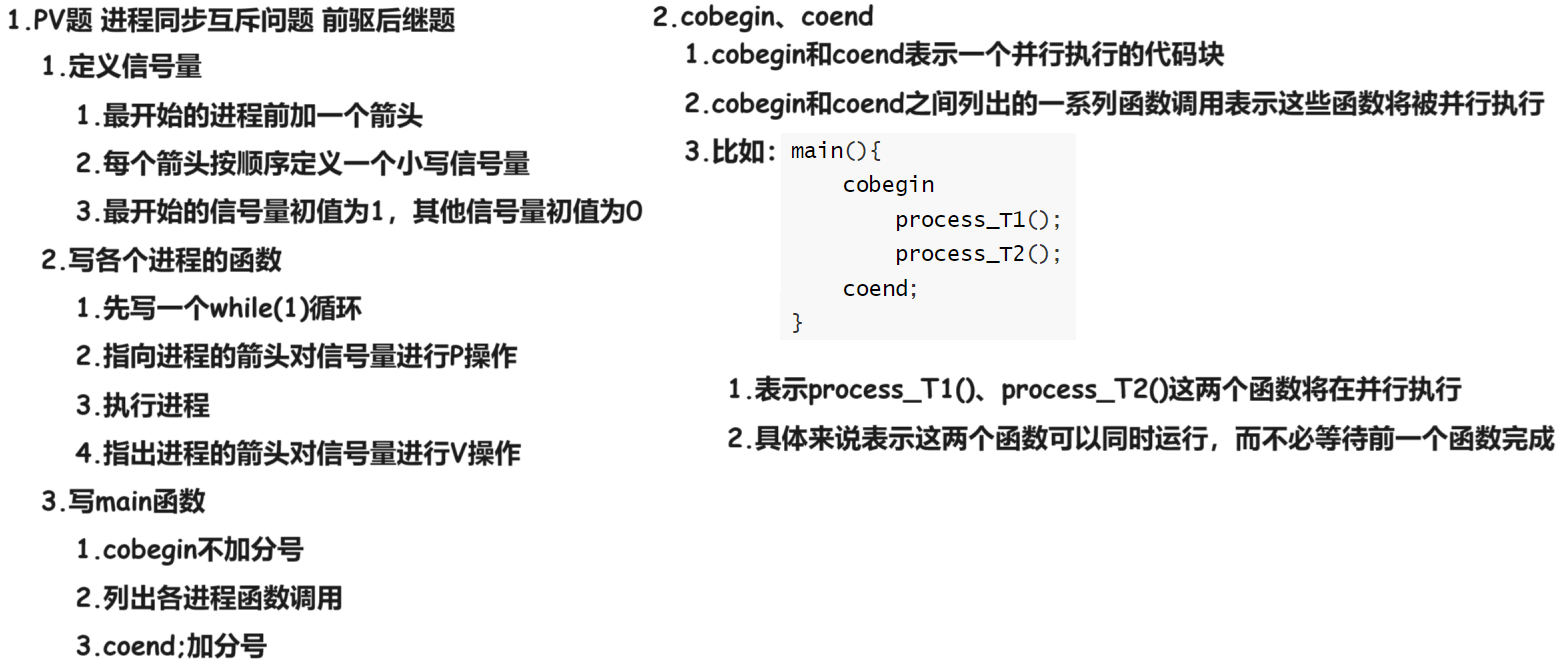 1.PV题 进程同步互斥问题 前驱后继题
1.定义信号量
1.最开始的进程前加一个箭头
2.每个箭头按顺序定义一个小写信号量
3.最开始的信号量初值为1，其他信号量初值为0
2.写各个进程的函数
1.先写一个while(1)循环
2.指向进程的箭头对信号量进行P操作
3.执行进程
4.指出进程的箭头对信号量进行V操作
3.写main函数
1.cobegin不加分号
2.列出各进程函数调用
3.coend;加分号
2.cobegin、coend
1.cobegin和coend表示一个并行执行的代码块
2.cobegin和coend之间列出的一系列函数调用表示这些函数将被并行执行
3.比如：main(){
cobegin
process_T1();
process_T2();
coend;
}
1.表示process_T1()、process_T2()这两个函数将在并行执行
2.具体来说表示这两个函数可以同时运行，而不必等待前一个函数完成